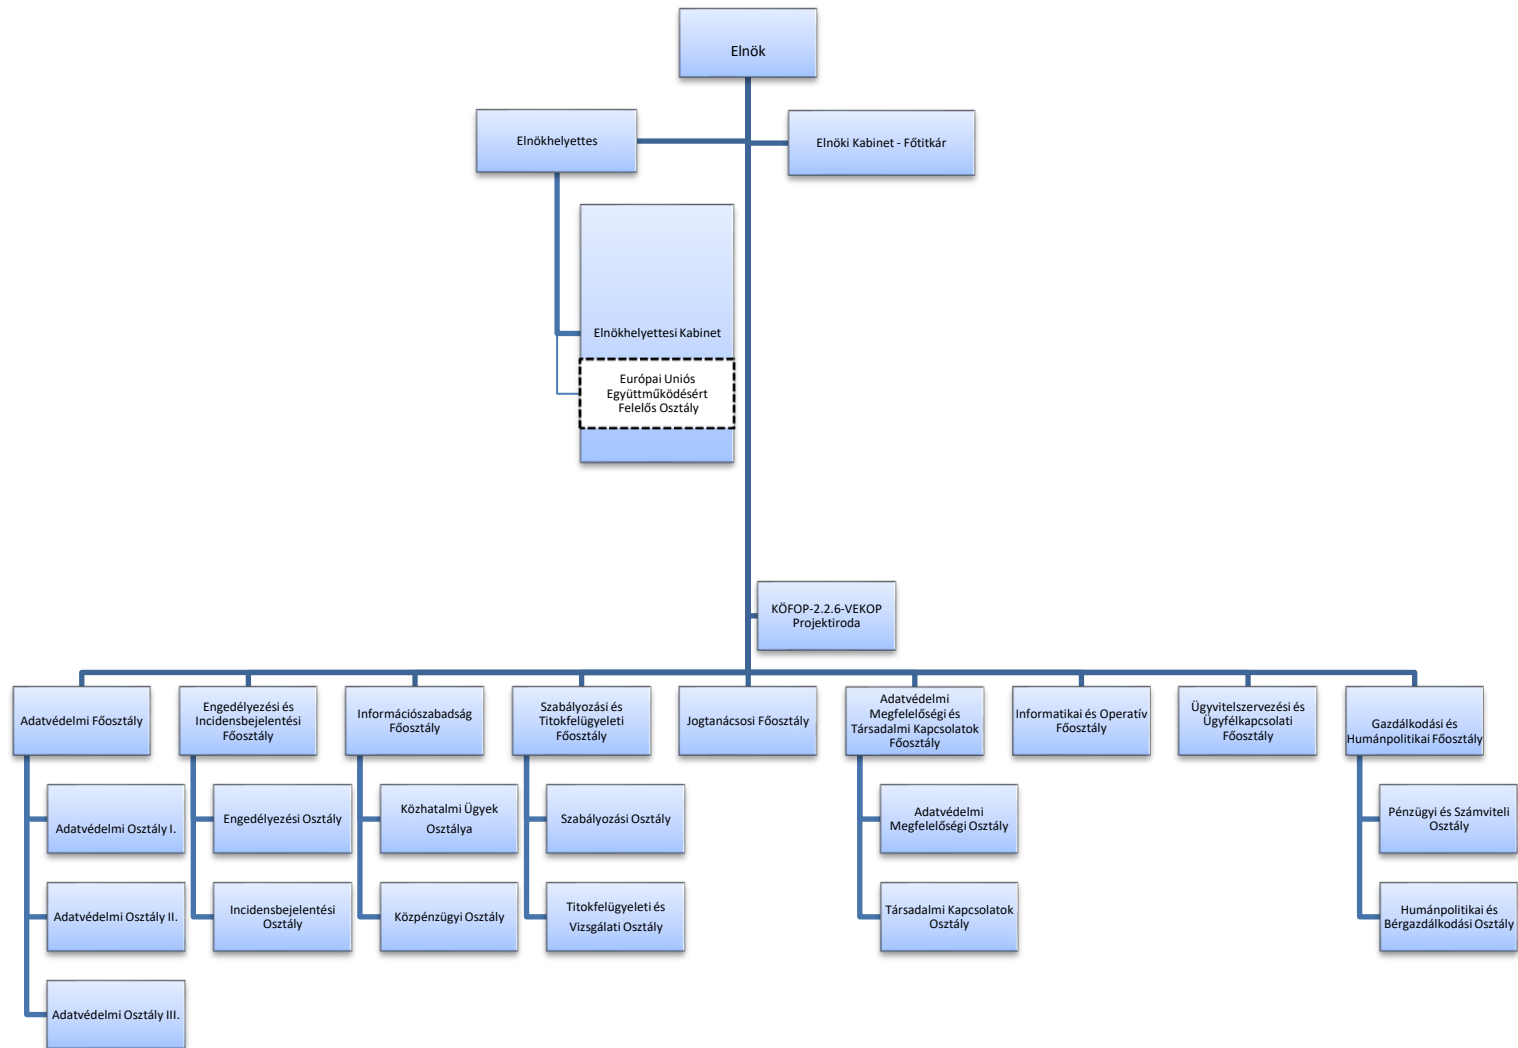 Elnök
Elnökhelyettes
Elnöki Kabinet - Főtitkár
Elnökhelyettesi Kabinet
Európai Uniós
Együttműködésért
Felelős Osztály
KÖFOP-2.2.6-VEKOP
Projektiroda
Adatvédelmi Főosztály
Engedélyezési és
Incidensbejelentési
Főosztály
Információszabadság
Főosztály
Szabályozási és
Titokfelügyeleti
Főosztály
Jogtanácsosi Főosztály
Adatvédelmi
Megfelelőségi és
Társadalmi Kapcsolatok
Főosztály
Informatikai és Operatív
Főosztály
Ügyvitelszervezési és
Ügyfélkapcsolati
Főosztály
Gazdálkodási és
Humánpolitikai Főosztály
Adatvédelmi Osztály I.
Engedélyezési Osztály
Közhatalmi Ügyek
Osztálya
Szabályozási Osztály
Adatvédelmi
Megfelelőségi Osztály
Pénzügyi és Számviteli
Osztály
Adatvédelmi Osztály II.
Incidensbejelentési
Osztály
Közpénzügyi Osztály
Titokfelügyeleti és
Vizsgálati Osztály
Társadalmi Kapcsolatok
Osztály
Humánpolitikai és
Bérgazdálkodási Osztály
Adatvédelmi Osztály III.